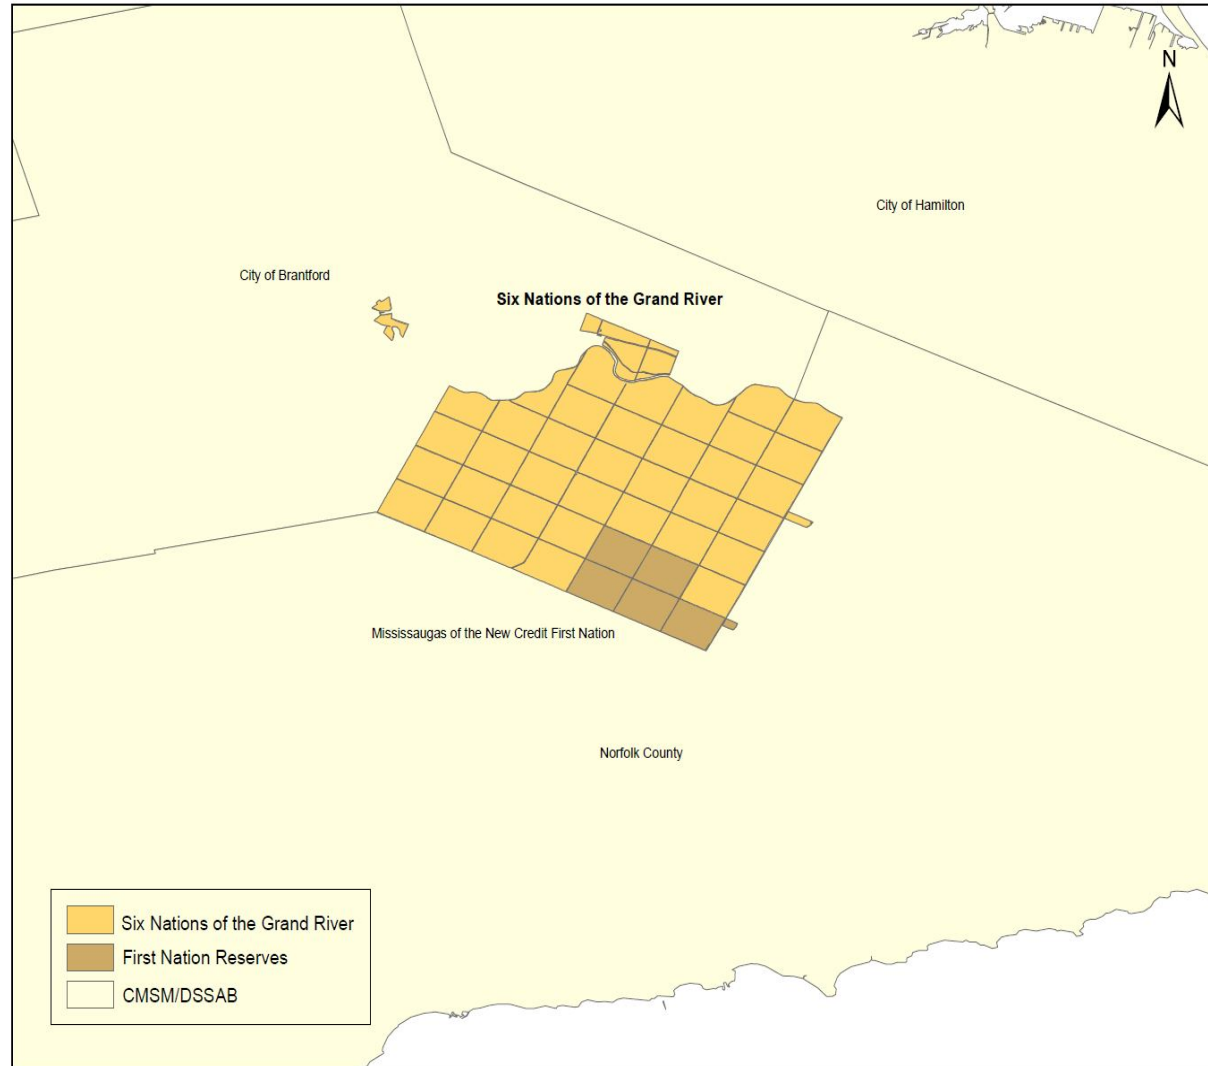 N
City of Hamilton
City of Brantford
Six Nations of the Grand River
Mississaugas of the New Credit First Nation
Norfolk County
Six Nations of the Grand River
First Nation Reserves
CMSM/DSSAB